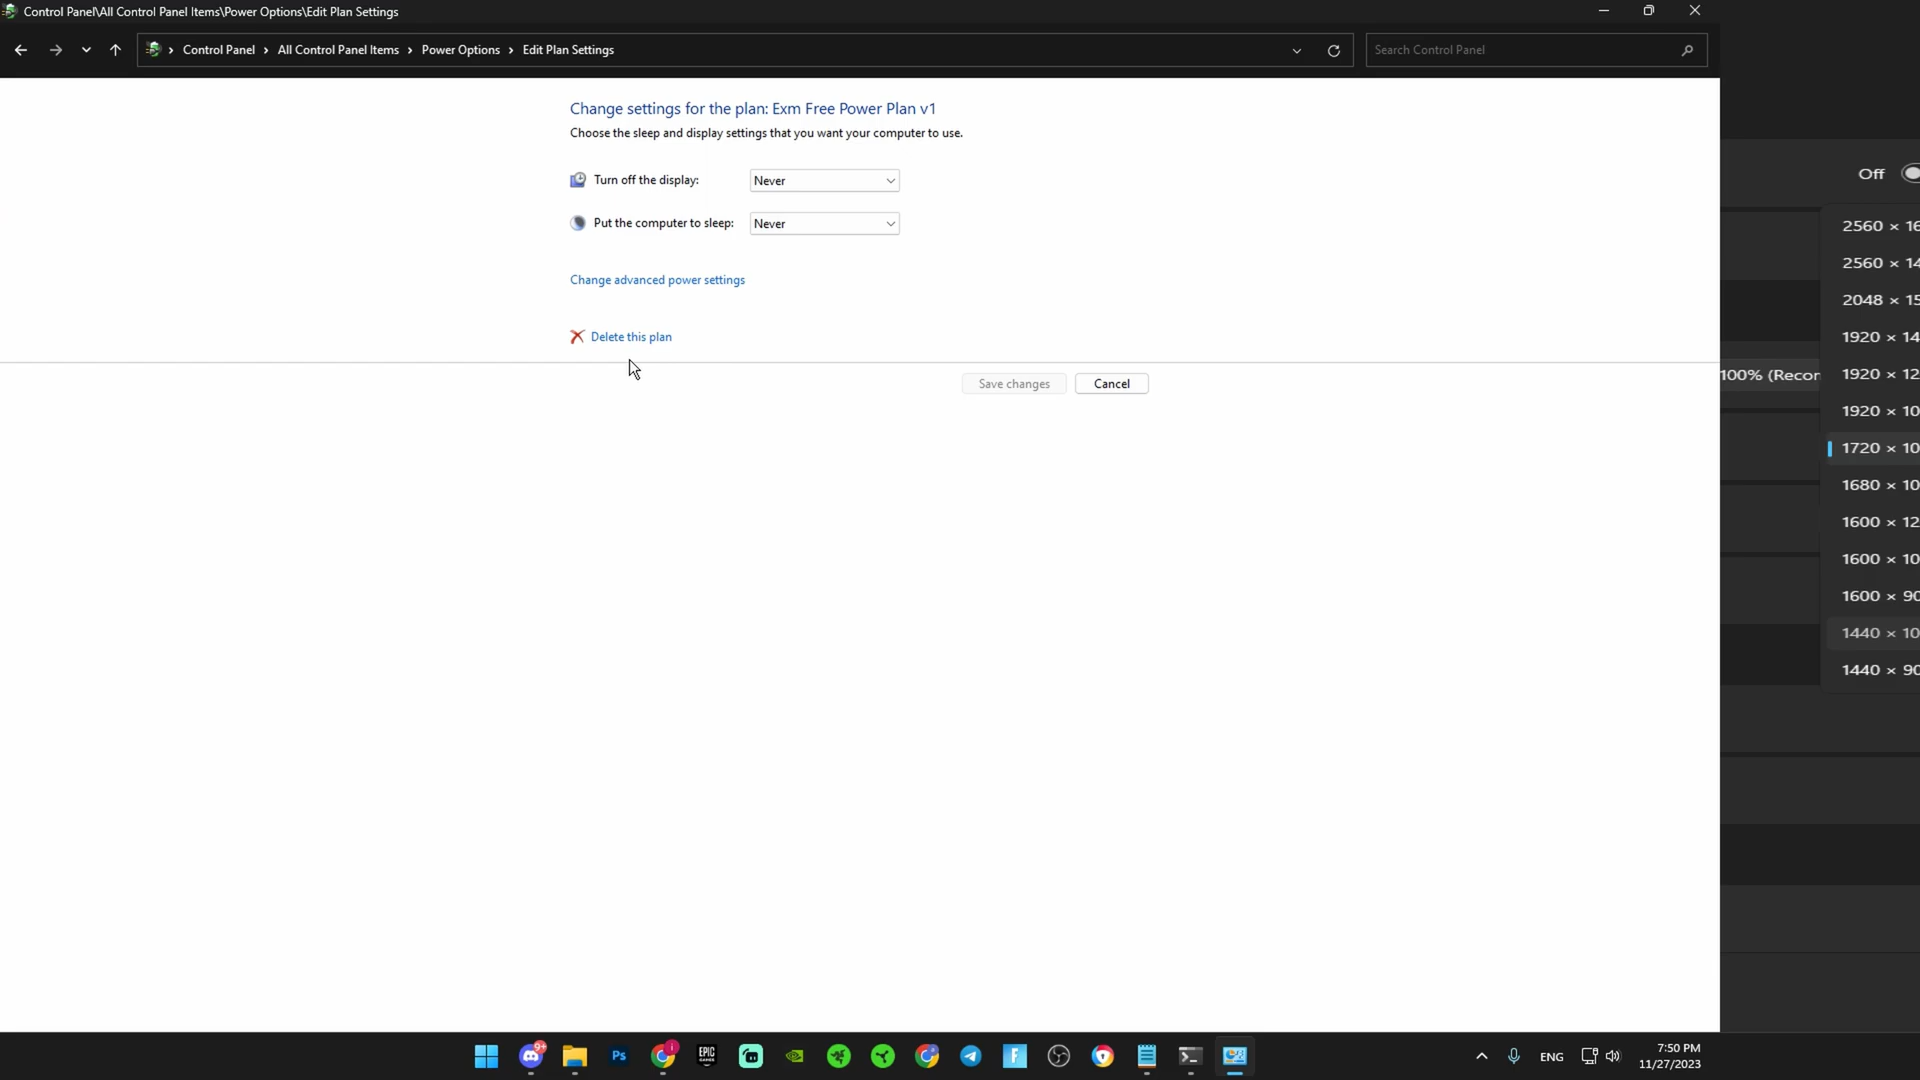 Control Panel\All Control Panel Items\Power Options\Edit Plan Settings
Control Panel › All Control Panel Items › Power Options › Edit Plan Settings
Search Control Panel
Change settings for the plan: Exm Free Power Plan v1
Choose the sleep and display settings that you want your computer to use.
Turn off the display: Never
Put the computer to sleep: Never
Change advanced power settings
Delete this plan
Save changes Cancel
Off
2560 × 16
2560 × 14
2048 × 15
1920 × 14
100% (Recor
1920 × 12
1920 × 10
1720 × 10
1680 × 10
1600 × 12
1600 × 10
1600 × 90
1440 × 10
1440 × 90
9+
Ps
EPIC GAMES
ENG
7:50 PM
11/27/2023